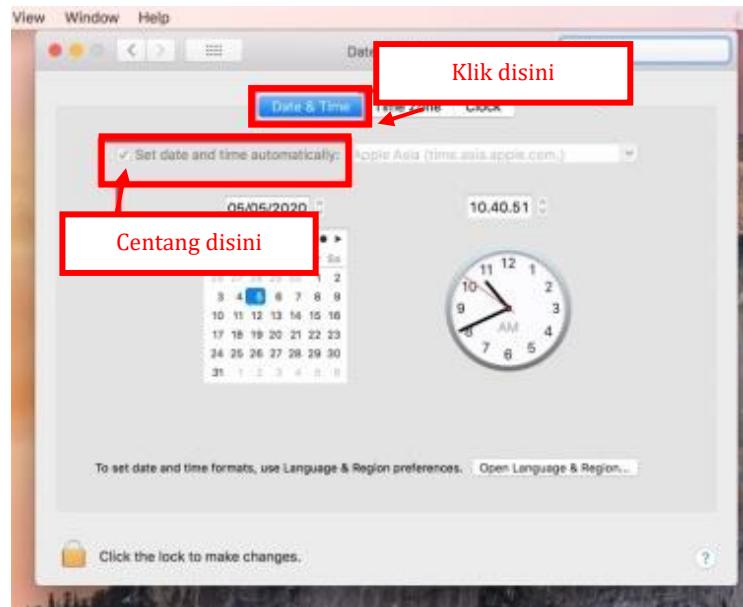 View Window Help
Klik disini
Date & Time Time Zone Clock
Set date and time automatically: Apple Asia (time.asia.apple.com.)
05/05/2020 10.40.51
Centang disini
Sa
1 2
3 4 5 6 7 8 9
10 11 12 13 14 15 16
17 18 19 20 21 22 23
24 25 26 27 28 29 30
31 1 2 3 4 5 6
11 12 1
10 2
9 3
8 AM 4
7 6 5
To set date and time formats, use Language & Region preferences. Open Language & Region...
Click the lock to make changes.
?